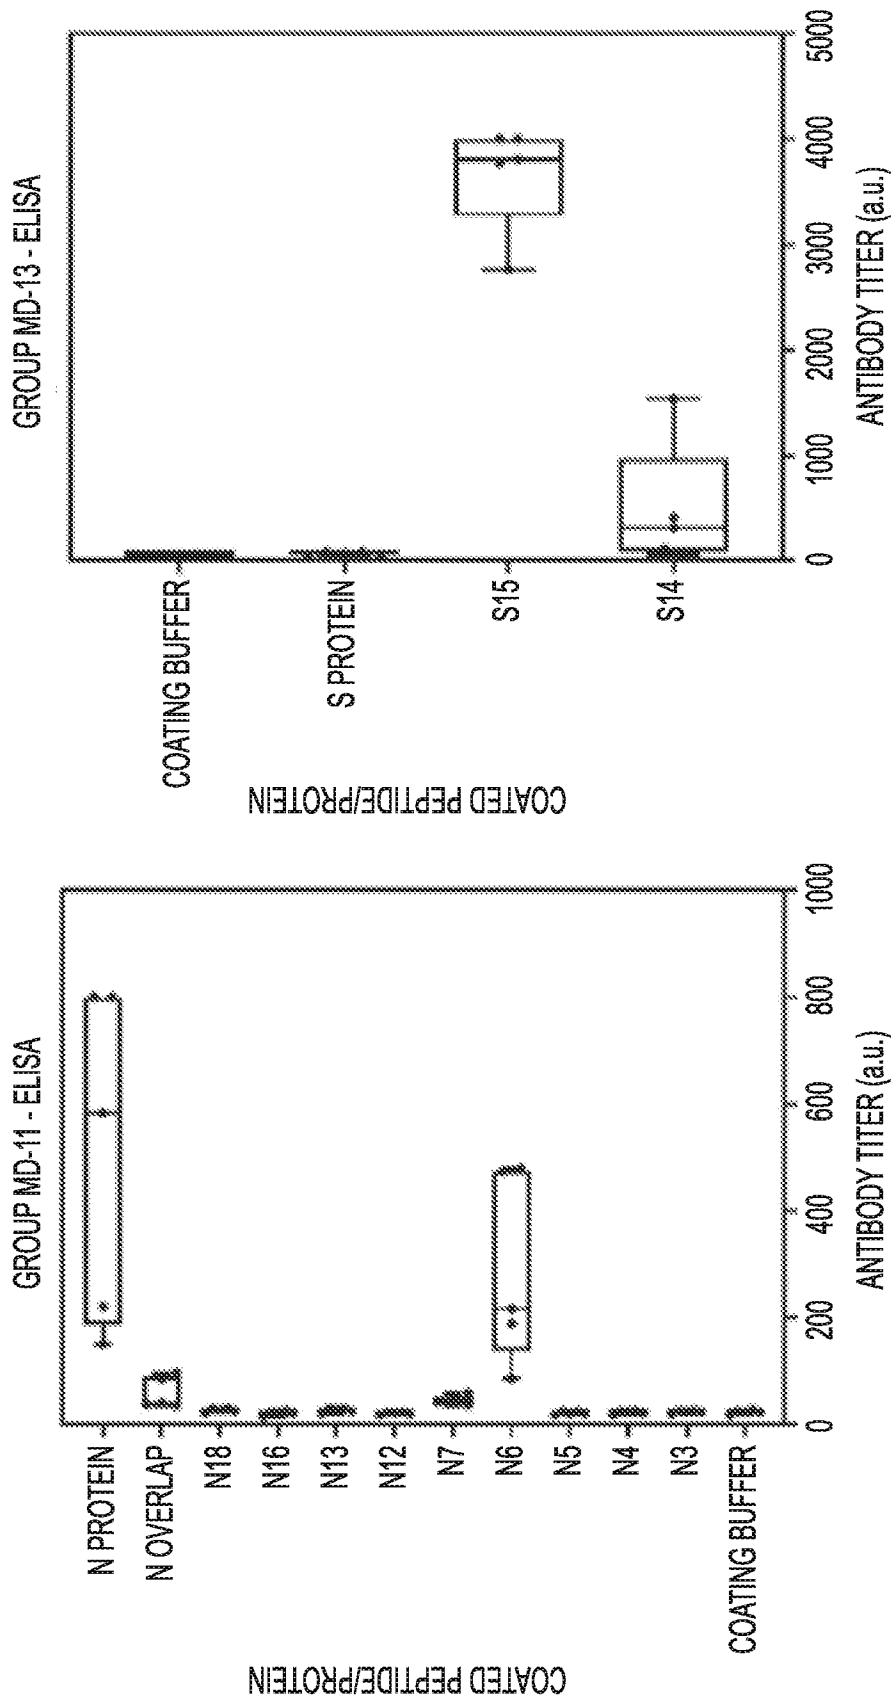 GROUP MD-11 - ELISA
COATED PEPTIDE/PROTEIN
N PROTEIN
N OVERLAP
N18
N16
N13
N12
N7
N6
N5
N4
N3
COATING BUFFER
0
200
400
600
800
1000
ANTIBODY TITER (a.u.)
GROUP MD-13 - ELISA
COATED PEPTIDE/PROTEIN
COATING BUFFER
S PROTEIN
S15
S14
0
1000
2000
3000
4000
5000
ANTIBODY TITER (a.u.)